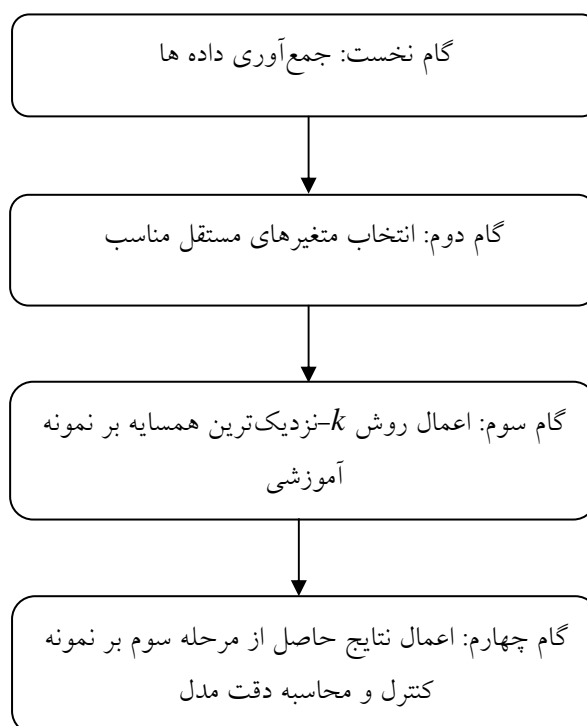 گام نخست: جمع‌آوری داده ها
گام دوم: انتخاب متغیرهای مستقل مناسب
گام سوم: اعمال روش k-نزدیک‌ترین همسایه بر نمونه
آموزشی
گام چهارم: اعمال نتایج حاصل از مرحله سوم بر نمونه
کنترل و محاسبه دقت مدل